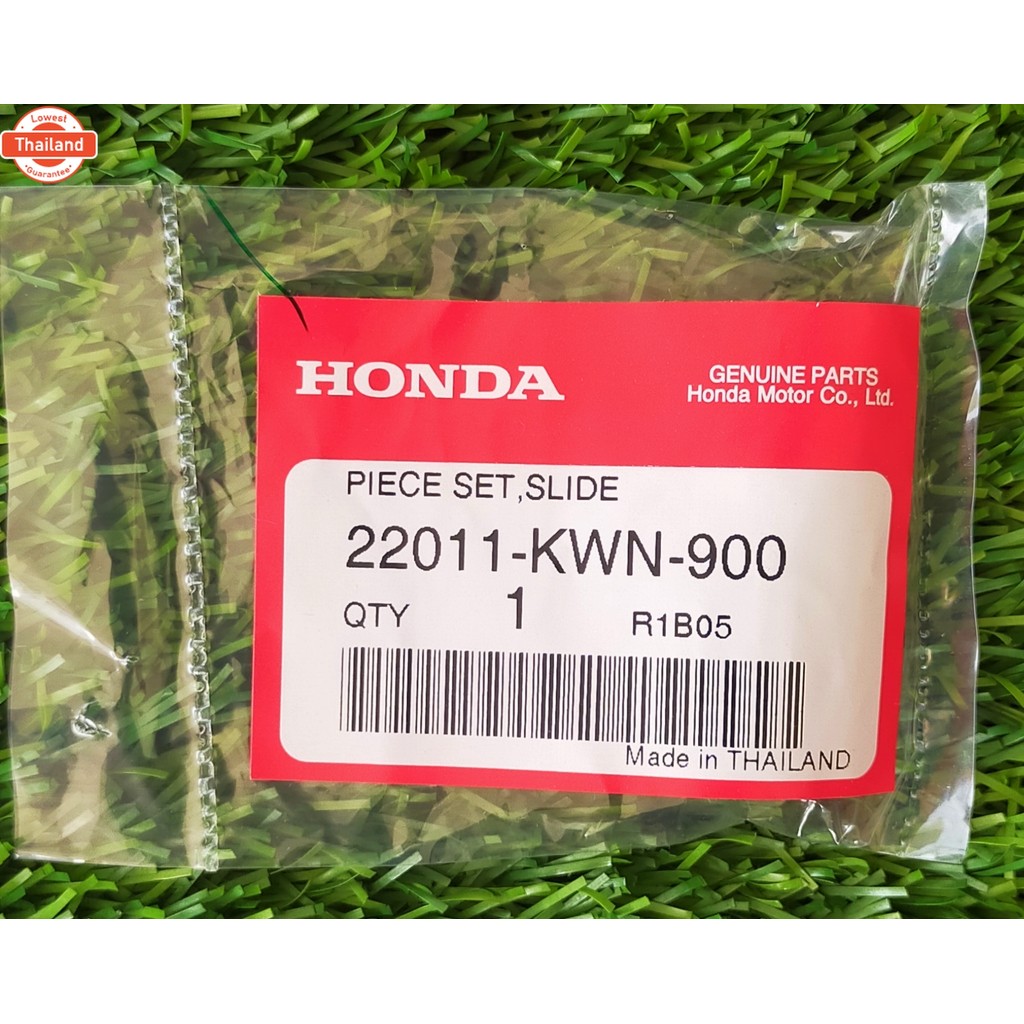 Lowest
Thailand
Guarantee
HONDA
GENUINE PARTS
Honda Motor Co., Ltd.
PIECE SET,SLIDE
22011-KWN-900
QTY 1 R1B05
Made in THAILAND